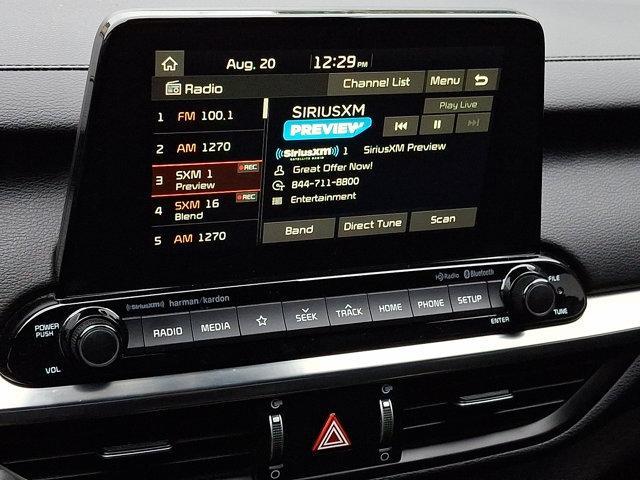 Aug. 20 12:29 PM
Radio Channel List Menu
1 FM 100.1
2 AM 1270
3 SXM 1 REC
Preview
4 SXM 16 REC
Blend
5 AM 1270
SIRIUSXM
PREVIEW
Play Live
((SiriusXM)) 1 SiriusXM Preview
SATELLITE RADIO
Great Offer Now!
844-711-8800
Entertainment
Band Direct Tune Scan
((SiriusXM)) harman/kardon HD Radio Bluetooth
POWER
PUSH
VOL
RADIO MEDIA SEEK TRACK HOME PHONE SETUP
FILE
TUNE
ENTER